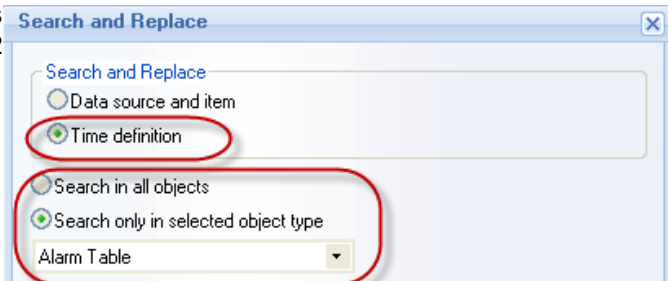 Search and Replace
Search and Replace
Data source and item
Time definition
Search in all objects
Search only in selected object type
Alarm Table